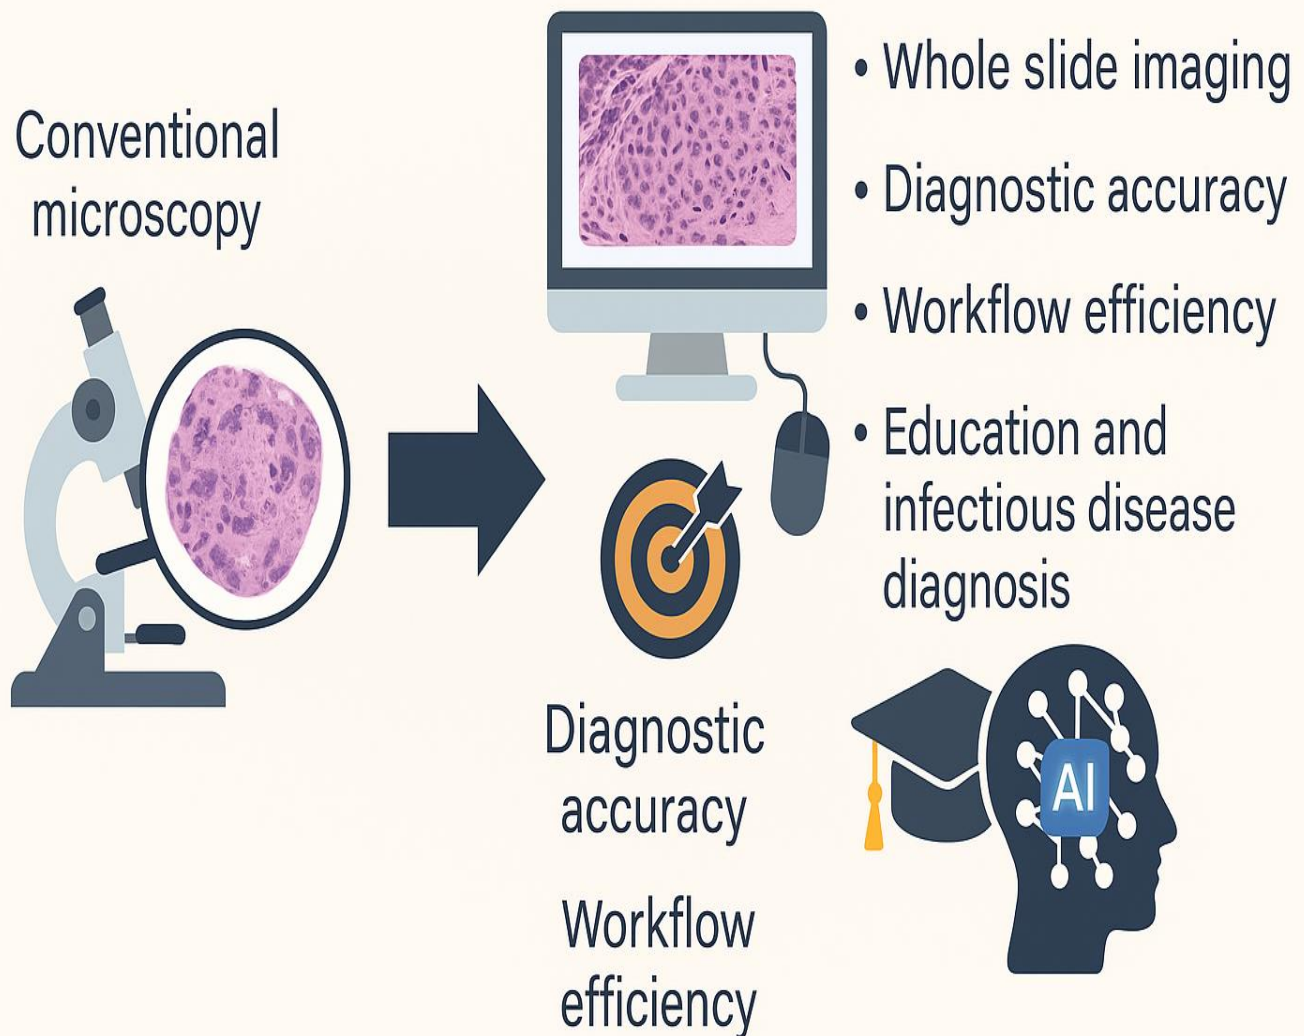 Conventional
microscopy
• Whole slide imaging
• Diagnostic accuracy
• Workflow efficiency
• Education and
infectious disease
diagnosis
Diagnostic
accuracy
Workflow
efficiency
AI